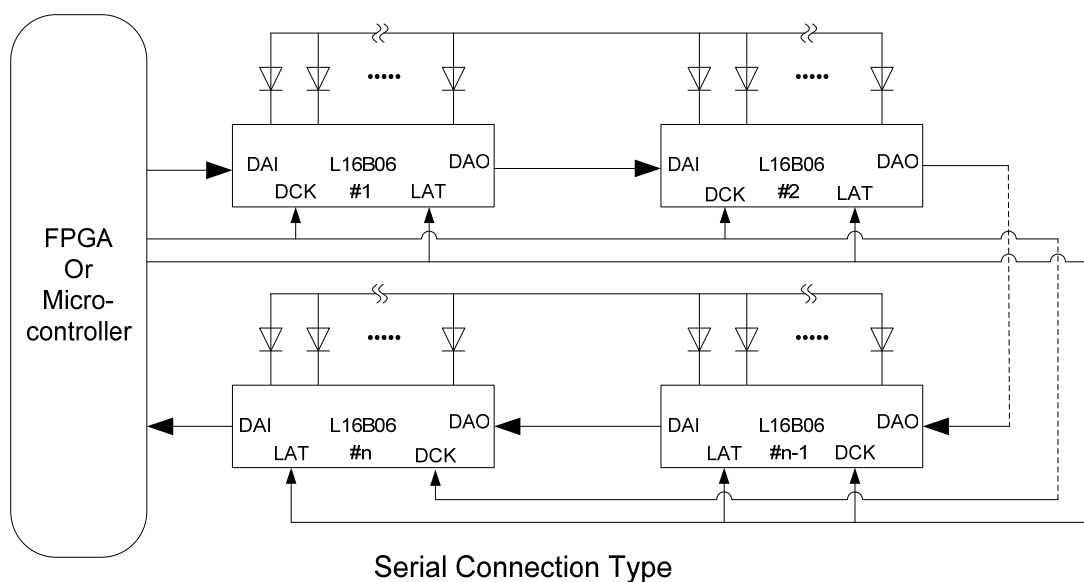 DAI L16B06 DAO
DCK #1 LAT
DAI L16B06 DAO
DCK #2 LAT
FPGA
Or
Micro-
controller
DAI L16B06 DAO
LAT #n DCK
DAI L16B06 DAO
LAT #n-1 DCK
Serial Connection Type